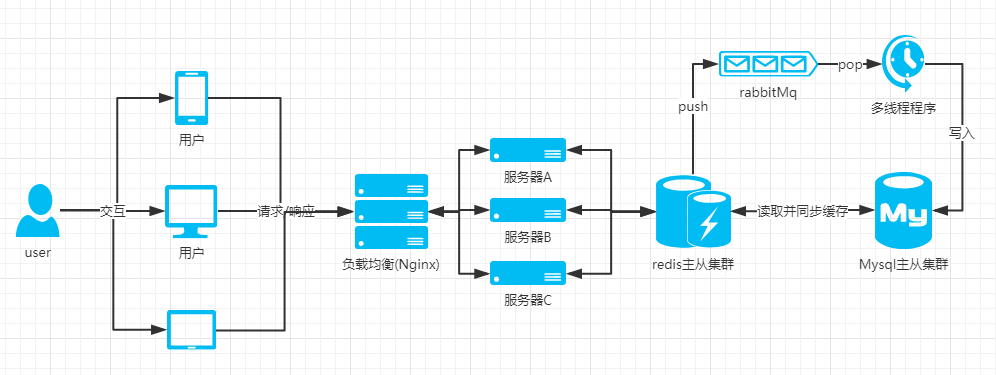 user
交互
用户
用户
请求/响应
负载均衡(Nginx)
服务器A
服务器B
服务器C
redis主从集群
push
rabbitMq
pop
多线程程序
写入
读取并同步缓存
My
Mysql主从集群